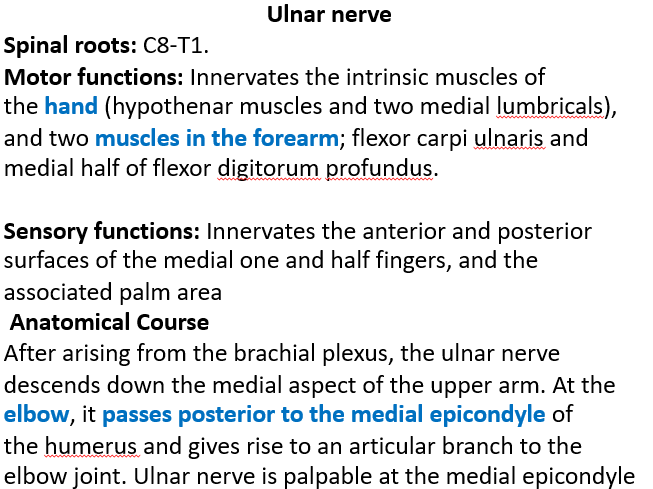 Ulnar nerve
Spinal roots: C8-T1.
Motor functions: Innervates the intrinsic muscles of
the hand (hypothenar muscles and two medial lumbricals),
and two muscles in the forearm; flexor carpi ulnaris and
medial half of flexor digitorum profundus.
Sensory functions: Innervates the anterior and posterior
surfaces of the medial one and half fingers, and the
associated palm area
Anatomical Course
After arising from the brachial plexus, the ulnar nerve
descends down the medial aspect of the upper arm. At the
elbow, it passes posterior to the medial epicondyle of
the humerus and gives rise to an articular branch to the
elbow joint. Ulnar nerve is palpable at the medial epicondyle